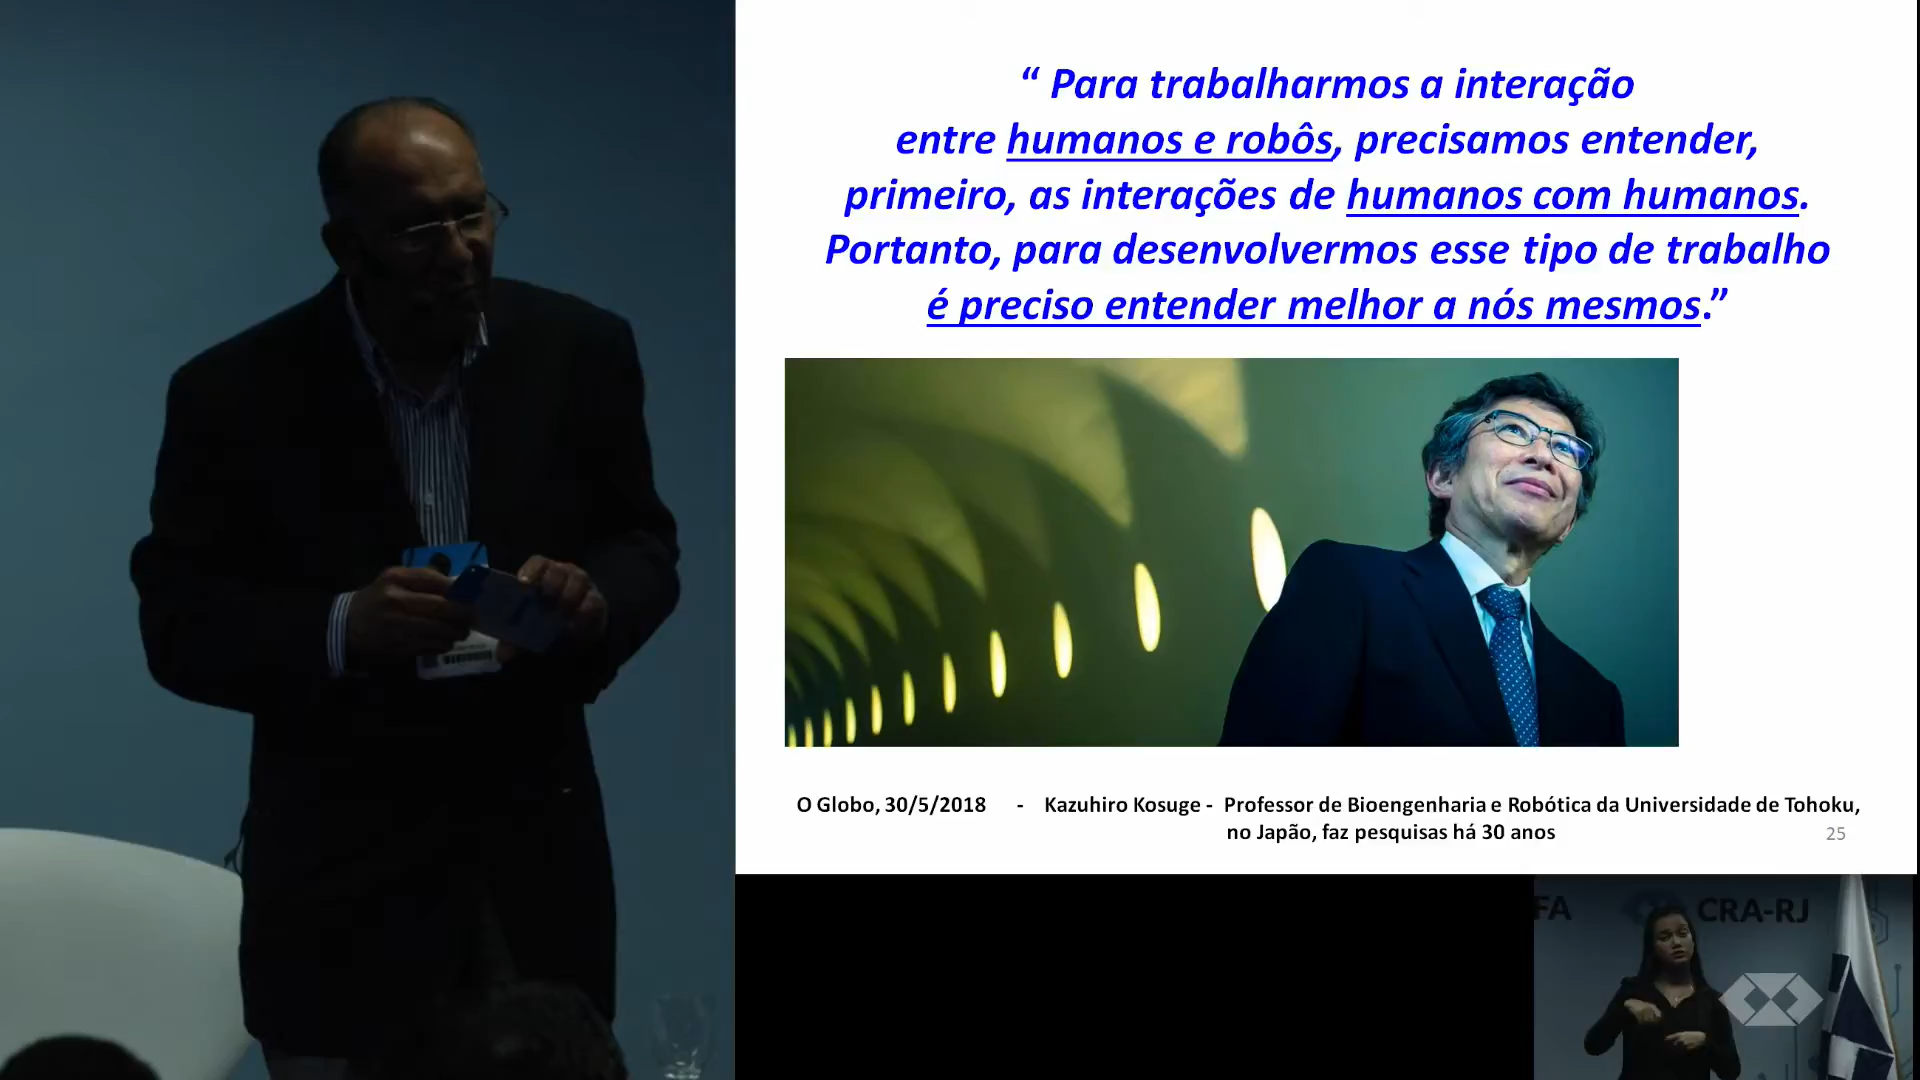 “ Para trabalharmos a interação
entre humanos e robôs, precisamos entender,
primeiro, as interações de humanos com humanos.
Portanto, para desenvolvermos esse tipo de trabalho
é preciso entender melhor a nós mesmos.”
O Globo, 30/5/2018 - Kazuhiro Kosuge - Professor de Bioengenharia e Robótica da Universidade de Tohoku,
no Japão, faz pesquisas há 30 anos
25
FA CRA-RJ